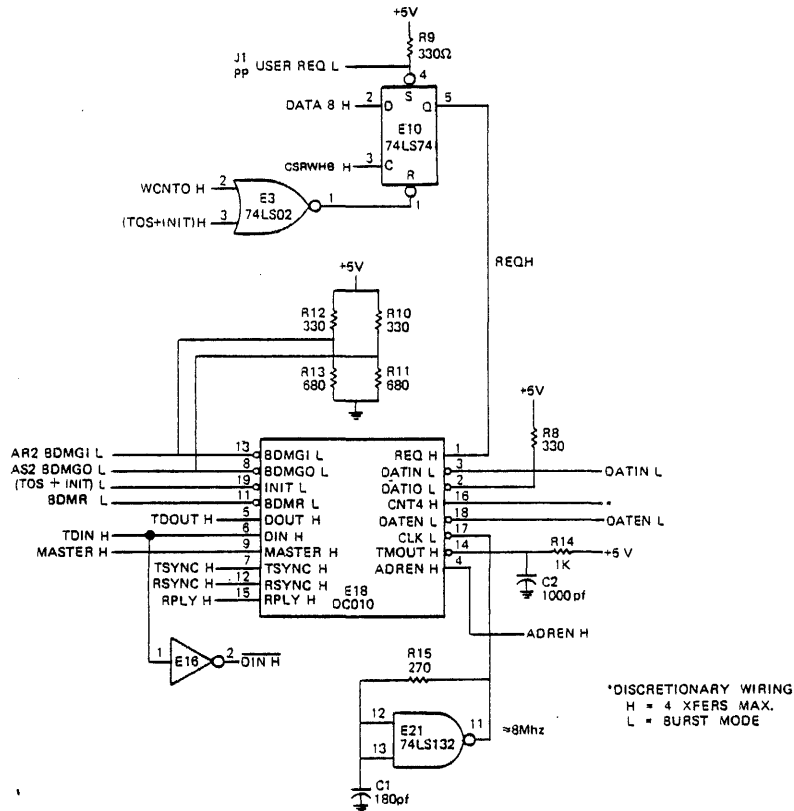 +5V
R9
330Ω
J1
PP USER REQ L
4
S
DATA 8 H
2
D
Q
5
E10
74LS74
CSRWHB H
3
C
R
1
WCNTO H
2
E3
74LS02
1
(TOS+INIT)H
3
REQH
+5V
R12
330
R10
330
R13
680
R11
680
+5V
R8
330
AR2 BDMGI L
13
BDMGI L
REQ H
1
AS2 BDMGO L
8
BDMGO L
DATIN L
3
DATIN L
(TOS + INIT) L
19
INIT L
DATIO L
2
BDMR L
11
BDMR L
CNT4 H
16
*
TDOUT H
5
DOUT H
DATEN L
18
DATEN L
TDIN H
6
DIN H
CLK L
17
MASTER H
9
MASTER H
TMOUT H
14
R14
1K
+5 V
TSYNC H
7
TSYNC H
ADREN H
4
RSYNC H
12
RSYNC H
E18
DC010
C2
1000pf
RPLY H
15
RPLY H
ADREN H
1
E16
2
DIN H
R15
270
12
E21
74LS132
11
≈8Mhz
13
C1
180pf
*DISCRETIONARY WIRING
H = 4 XFERS MAX.
L = BURST MODE